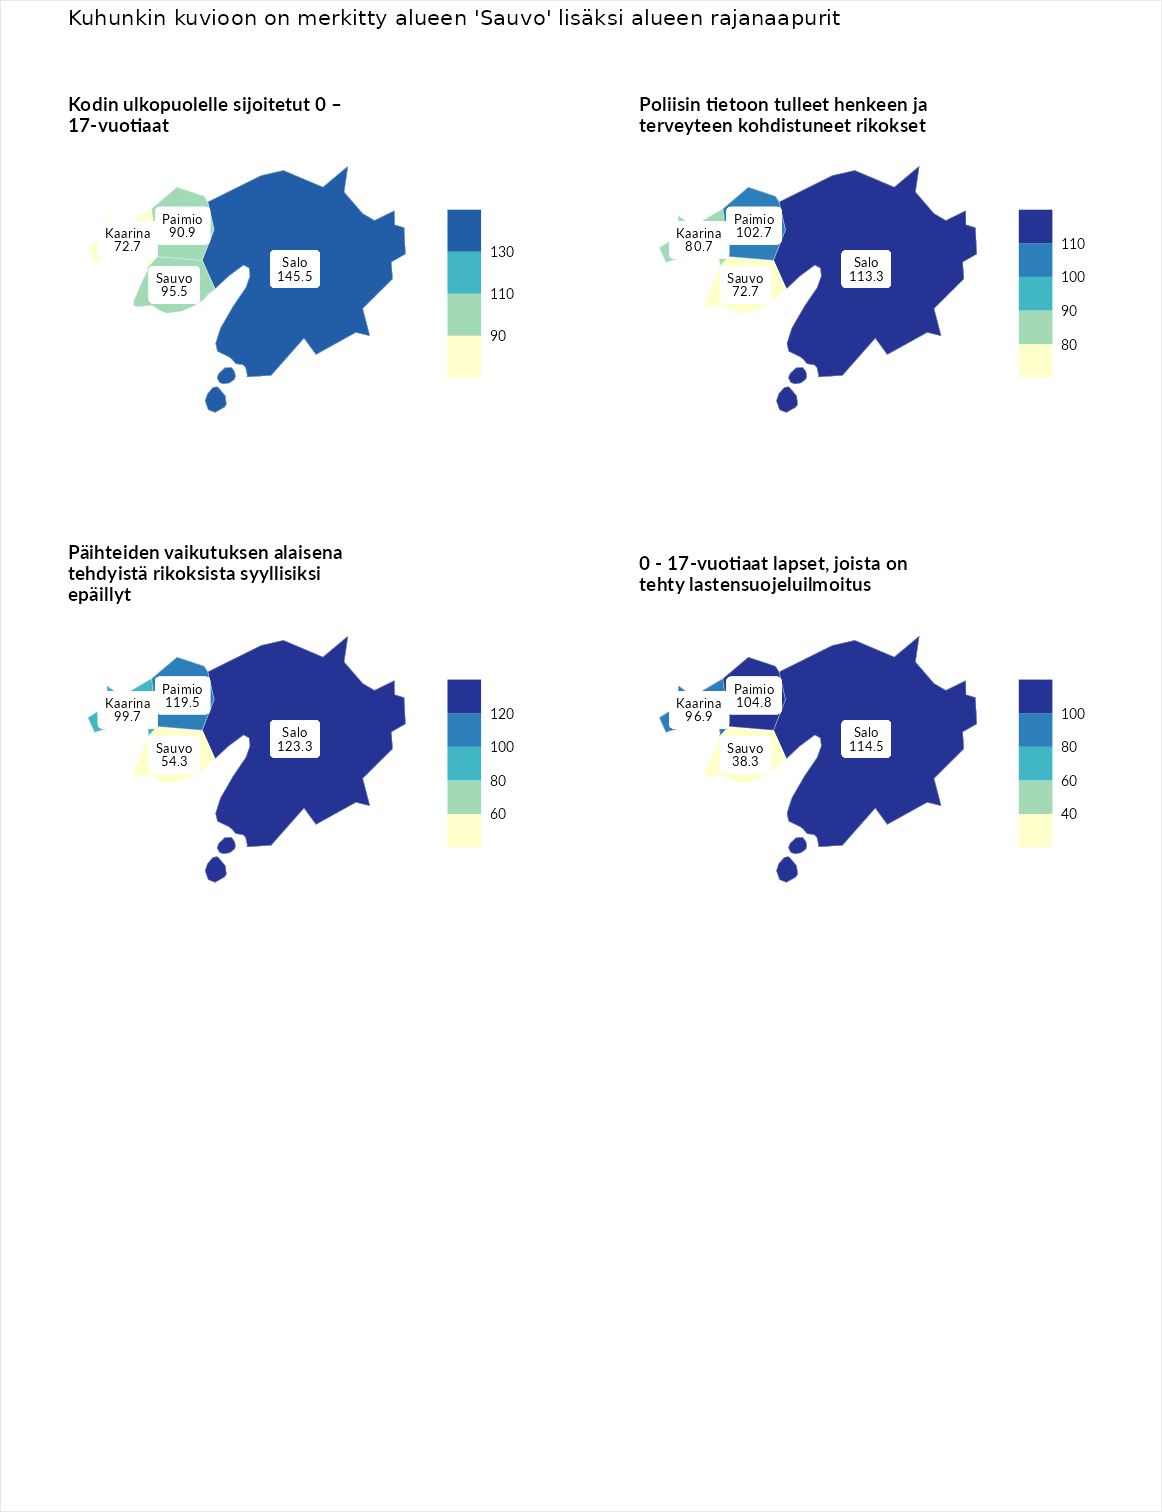 Kuhunkin kuvioon on merkitty alueen 'Sauvo' lisäksi alueen rajanaapurit
Kodin ulkopuolelle sijoitetut 0 –
17-vuotiaat
Paimio
90.9
Kaarina
72.7
Salo
145.5
Sauvo
95.5
130
110
90
Poliisin tietoon tulleet henkeen ja
terveyteen kohdistuneet rikokset
Paimio
102.7
Kaarina
80.7
Salo
113.3
Sauvo
72.7
110
100
90
80
Päihteiden vaikutuksen alaisena
tehdyistä rikoksista syyllisiksi
epäillyt
Paimio
119.5
Kaarina
99.7
Salo
123.3
Sauvo
54.3
120
100
80
60
0 - 17-vuotiaat lapset, joista on
tehty lastensuojeluilmoitus
Paimio
104.8
Kaarina
96.9
Salo
114.5
Sauvo
38.3
100
80
60
40